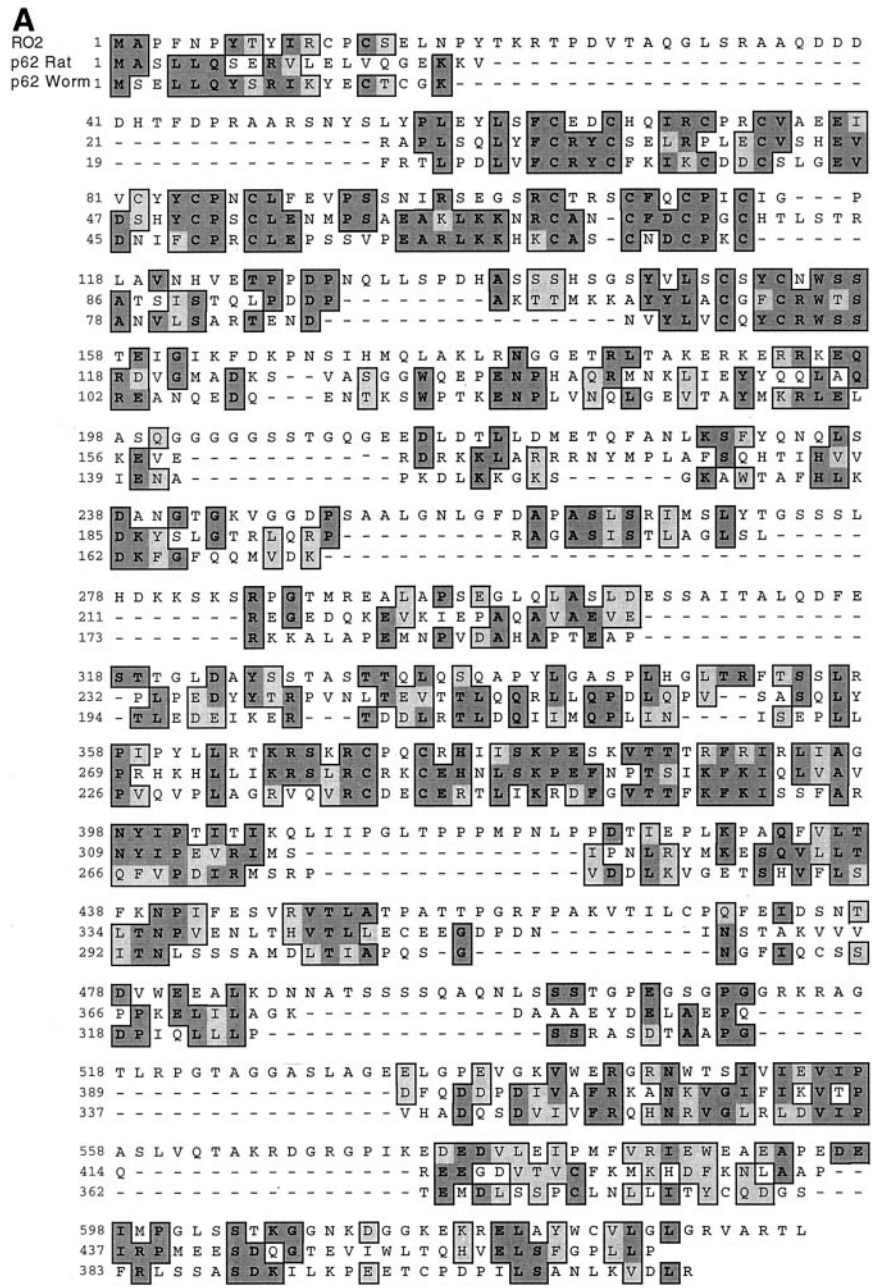 A
RO2 1 M A P F N P Y T Y I R C P C S E L N P Y T K R T P D V T A Q G L S R A A Q D D D
p62 Rat 1 M A S L L Q S E R V L E L V Q G E K K V - - - - - - - - - - - - - - - - - - - -
p62 Worm 1 M S E L L Q Y S R I K Y E C T C G K - - - - - - - - - - - - - - - - - - - - - -
41 D H T F D P R A A R S N Y S L Y P L E Y L S F C E D C H Q I R C P R C V A E E I
21 - - - - - - - - - - - - - - R A P L S Q L Y F C R Y C S E L R P L E C V S H E V
19 - - - - - - - - - - - - - - F R T L P D L V F C R Y C F K I K C D D C S L G E V
81 V C Y Y C P N C L F E V P S S N I R S E G S R C T R S C F Q C P I C I G - - - P
47 D S H Y C P S C L E N M P S A E A K L K K N R C A N - C F D C P G C H T L S T R
45 D N I F C P R C L E P S S V P E A R L K K H K C A S - C N D C P K C - - - - - -
118 L A V N H V E T P P D P N Q L L S P D H A S S S H S G S Y V L S C S Y C N W S S
86 A T S I S T Q L P D D P - - - - - - - - A K T T M K K A Y Y L A C G F C R W T S
78 A N V L S A R T E N D - - - - - - - - - - - - - - - N V Y L V C Q Y C R W S S
158 T E I G I K F D K P N S I H M Q L A K L R N G G E T R L T A K E R K E R R K E Q
118 R D V G M A D K S - - V A S G G W Q E P E N P H A Q R M N K L I E Y Y Q Q L A Q
102 R E A N Q E D Q - - - E N T K S W P T K E N P L V N Q L G E V T A Y M K R L E L
198 A S Q G G G G G S S T G Q G E E D L D T L L D M E T Q F A N L K S F Y Q N Q L S
156 K E V E - - - - - - - - - - - - R D R K K L A R R R N Y M P L A F S Q H T I H V V
139 I E N A - - - - - - - - - - - - P K D L K K G K S - - - - - - G K A W T A F H L K
238 D A N G T G K V G G D P S A A L G N L G F D A P A S L S R I M S L Y T G S S S L
185 D K Y S L G T R L Q R P - - - - - - - - - R A G A S I S T L A G L S L - - - -
162 D K F G F Q Q M V D K - - - - - - - - - - - - - - - - - - - - - - - - - - - - -
278 H D K K S K S R P G T M R E A L A P S E G L Q L A S L D E S S A I T A L Q D F E
211 - - - - - - - R E G E D Q K E V K I E P A Q A V A E V E - - - - - - - - - - - -
173 - - - - - - - R K K A L A P E M N P V D A H A P T E A P - - - - - - - - - - - -
318 S T T G L D A Y S S T A S T T Q L Q S Q A P Y L G A S P L H G L T R F T S S L R
232 - P L P E D Y Y T R P V N L T E V T T L Q Q R L L Q P D L Q P V - - S A S Q L Y
194 - T L E D E I K E R - - - T D D L R T L D Q I I M Q P L I N - - - - I S E P L L
358 P I P Y L L R T K R S K R C P Q C R H I I S K P E S K V T T T R F R I R L I A G
269 P R H K H L L I K R S L R C R K C E H N L S K P E F N P T S I K F K I Q L V A V
226 P V Q V P L A G R V Q V R C D E C E R T L I K R D F G V T T F K F K I S S F A R
398 N Y I P T I T I K Q L I I P G L T P P P M P N L P P D T I E P L K P A Q F V L T
309 N Y I P E V R I M S - - - - - - - - - - - - - I P N L R Y M K E S Q V L L T
266 Q F V P D I R M S R P - - - - - - - - - - - - V D D L K V G E T S H V F L S
438 F K N P I F E S V R V T L A T P A T T P G R F P A K V T I L C P Q F E I D S N T
334 L T N P V E N L T H V T L L E C E E G D P D N - - - - - - - - I N S T A K V V V
292 I T N L S S S A M D L T I A P Q S - G - - - - - - - - - - - - - N G F I Q C S S
478 D V W E E A L K D N N A T S S S S Q A Q N L S S S T G P E G S G P G G R K R A G
366 P P K E L I L A G K - - - - - - - - - - - - D A A A E Y D E L A E P Q - - - - - -
318 D P I Q L L L P - - - - - - - - - - - - - - - S S R A S D T A A P G - - - - - -
518 T L R P G T A G G A S L A G E E L G P E V G K V W E R G R N W T S I V I E V I P
389 - - - - - - - - - - - - - - - D F Q D D P D I V A F R K A N K V G I F I K V T P
337 - - - - - - - - - - - - - - - V H A D Q S D V I V F R Q H N R V G L R L D V I P
558 A S L V Q T A K R D G R G P I K E D E D V L E I P M F V R I E W E A E A P E D E
414 Q - - - - - - - - - - - - - - - - R E E G D V T V C F K M K H D F K N L A A P - -
362 - - - - - - - - - - - - - - - - - T E M D L S S P C L N L L I T Y C Q D G S - - -
598 I M P G L S S T K G G N K D G G K E K R E L A Y W C V L G L G R V A R T L
437 I R P M E E S D Q G T E V I W L T Q H V E L S F G P L L P
383 F R L S S A S D K I L K P E E T C P D P I L S A N L K V D L R